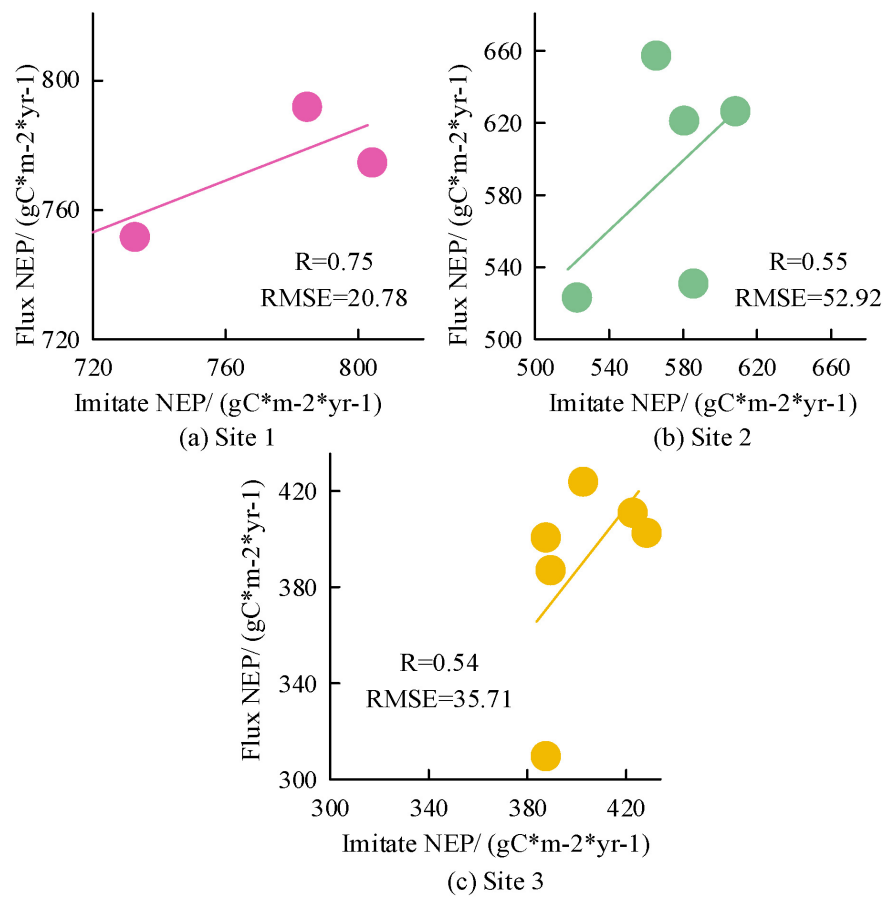 Flux NEP/ (gC*m-2*yr-1)
800
760
720
R=0.75
RMSE=20.78
720 760 800
Imitate NEP/ (gC*m-2*yr-1)
(a) Site 1
Flux NEP/ (gC*m-2*yr-1)
660
620
580
540
500
R=0.55
RMSE=52.92
500 540 580 620 660
Imitate NEP/ (gC*m-2*yr-1)
(b) Site 2
Flux NEP/ (gC*m-2*yr-1)
420
380
340
300
R=0.54
RMSE=35.71
300 340 380 420
Imitate NEP/ (gC*m-2*yr-1)
(c) Site 3